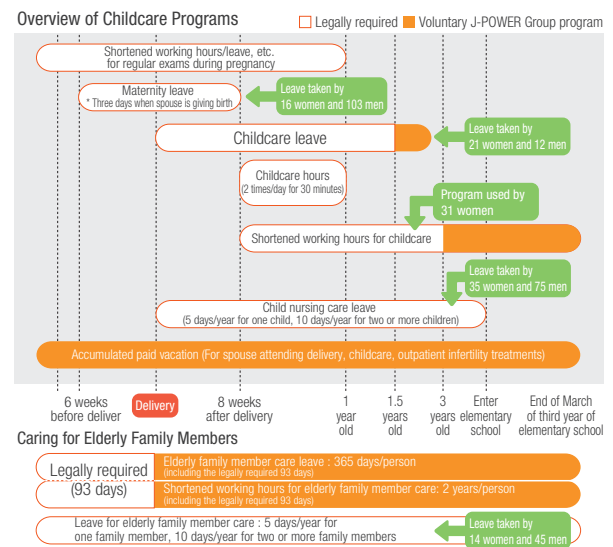 Overview of Childcare Programs
Legally required
Voluntary J-POWER Group program
Shortened working hours/leave, etc.
for regular exams during pregnancy
Maternity leave
* Three days when spouse is giving birth
Leave taken by
16 women and 103 men
Childcare leave
Leave taken by
21 women and 12 men
Childcare hours
(2 times/day for 30 minutes)
Program used by
31 women
Shortened working hours for childcare
Leave taken by
35 women and 75 men
Child nursing care leave
(5 days/year for one child, 10 days/year for two or more children)
Accumulated paid vacation (For spouse attending delivery, childcare, outpatient infertility treatments)
6 weeks
before deliver
Delivery
8 weeks
after delivery
1
year
old
1.5
years
old
3
years
old
Enter
elementary
school
End of March
of third year of
elementary school
Caring for Elderly Family Members
Legally required
(93 days)
Elderly family member care leave : 365 days/person
(including the legally required 93 days)
Shortened working hours for elderly family member care: 2 years/person
(including the legally required 93 days)
Leave for elderly family member care : 5 days/year for
one family member, 10 days/year for two or more family members
Leave taken by
14 women and 45 men